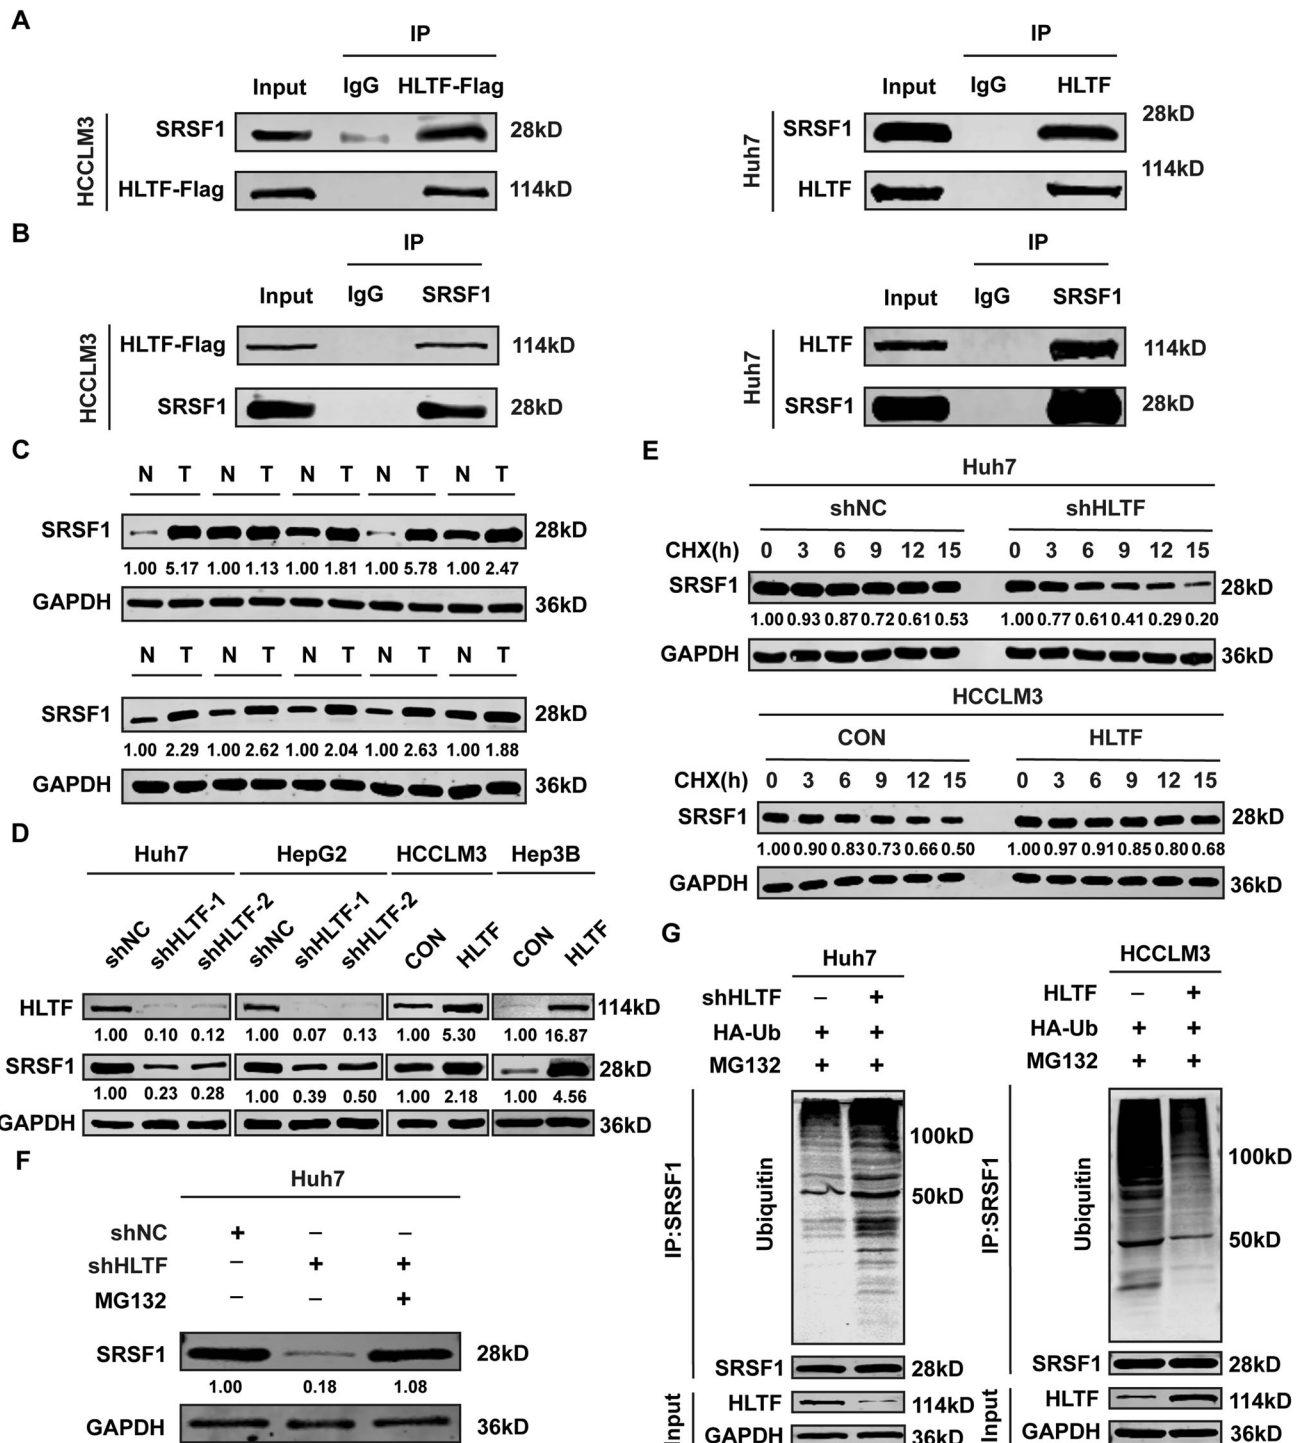 A
IP
Input IgG HLTF-Flag
HCCLM3
SRSF1 28kD
HLTF-Flag 114kD
IP
Input IgG HLTF
Huh7
SRSF1 28kD
HLTF 114kD
B
IP
Input IgG SRSF1
HCCLM3
HLTF-Flag 114kD
SRSF1 28kD
IP
Input IgG SRSF1
Huh7
HLTF 114kD
SRSF1 28kD
C
N T N T N T N T N T
SRSF1 28kD
1.00 5.17 1.00 1.13 1.00 1.81 1.00 5.78 1.00 2.47
GAPDH 36kD
N T N T N T N T N T
SRSF1 28kD
1.00 2.29 1.00 2.62 1.00 2.04 1.00 2.63 1.00 1.88
GAPDH 36kD
D
Huh7 HepG2 HCCLM3 Hep3B
shNC shHLTF-1 shHLTF-2 shNC shHLTF-1 shHLTF-2 CON HLTF CON HLTF
HLTF 114kD
1.00 0.10 0.12 1.00 0.07 0.13 1.00 5.30 1.00 16.87
SRSF1 28kD
1.00 0.23 0.28 1.00 0.39 0.50 1.00 2.18 1.00 4.56
GAPDH 36kD
E
Huh7
shNC shHLTF
CHX(h) 0 3 6 9 12 15 0 3 6 9 12 15
SRSF1 28kD
1.00 0.93 0.87 0.72 0.61 0.53 1.00 0.77 0.61 0.41 0.29 0.20
GAPDH 36kD
HCCLM3
CON HLTF
CHX(h) 0 3 6 9 12 15 0 3 6 9 12 15
SRSF1 28kD
1.00 0.90 0.83 0.73 0.66 0.50 1.00 0.97 0.91 0.85 0.80 0.68
GAPDH 36kD
F
Huh7
shNC + − −
shHLTF − + +
MG132 − − +
SRSF1 28kD
1.00 0.18 1.08
GAPDH 36kD
G
Huh7
shHLTF − +
HA-Ub + +
MG132 + +
IP:SRSF1
Ubiquitin
100kD
50kD
SRSF1 28kD
Input
HLTF 114kD
GAPDH 36kD
HCCLM3
HLTF − +
HA-Ub + +
MG132 + +
IP:SRSF1
Ubiquitin
100kD
50kD
SRSF1 28kD
Input
HLTF 114kD
GAPDH 36kD